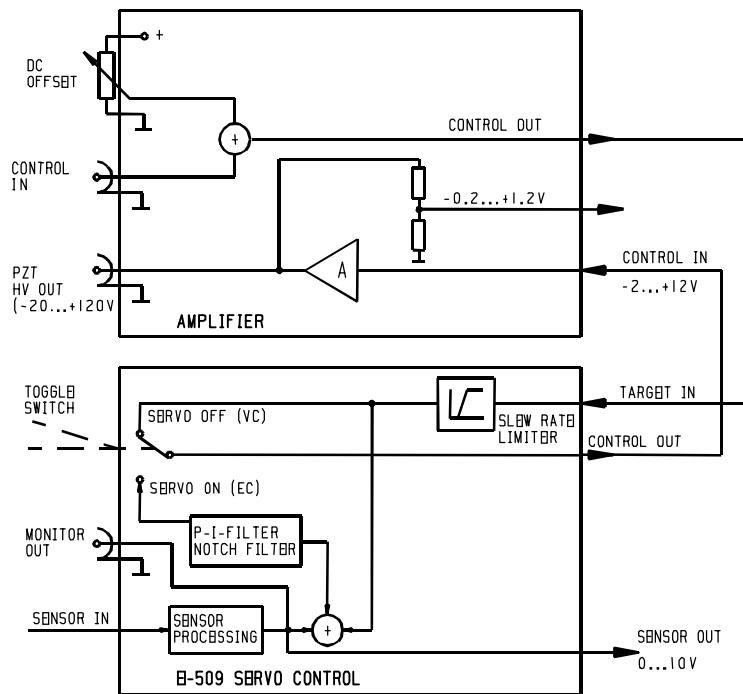 +
DC
OFFSET
+
CONTROL OUT
CONTROL
IN
-0.2...+1.2V
A
CONTROL IN
PZT
HV OUT
(-20...+120V
-2...+12V
AMPLIFIER
TOGGLE
SWITCH
SERVO OFF (VC)
SLEW RATE
LIMITER
TARGET IN
CONTROL OUT
SERVO ON (EC)
P-I-FILTER
NOTCH FILTER
MONITOR
OUT
SENSOR IN
SENSOR
PROCESSING
+
SENSOR OUT
0...10V
E-509 SERVO CONTROL